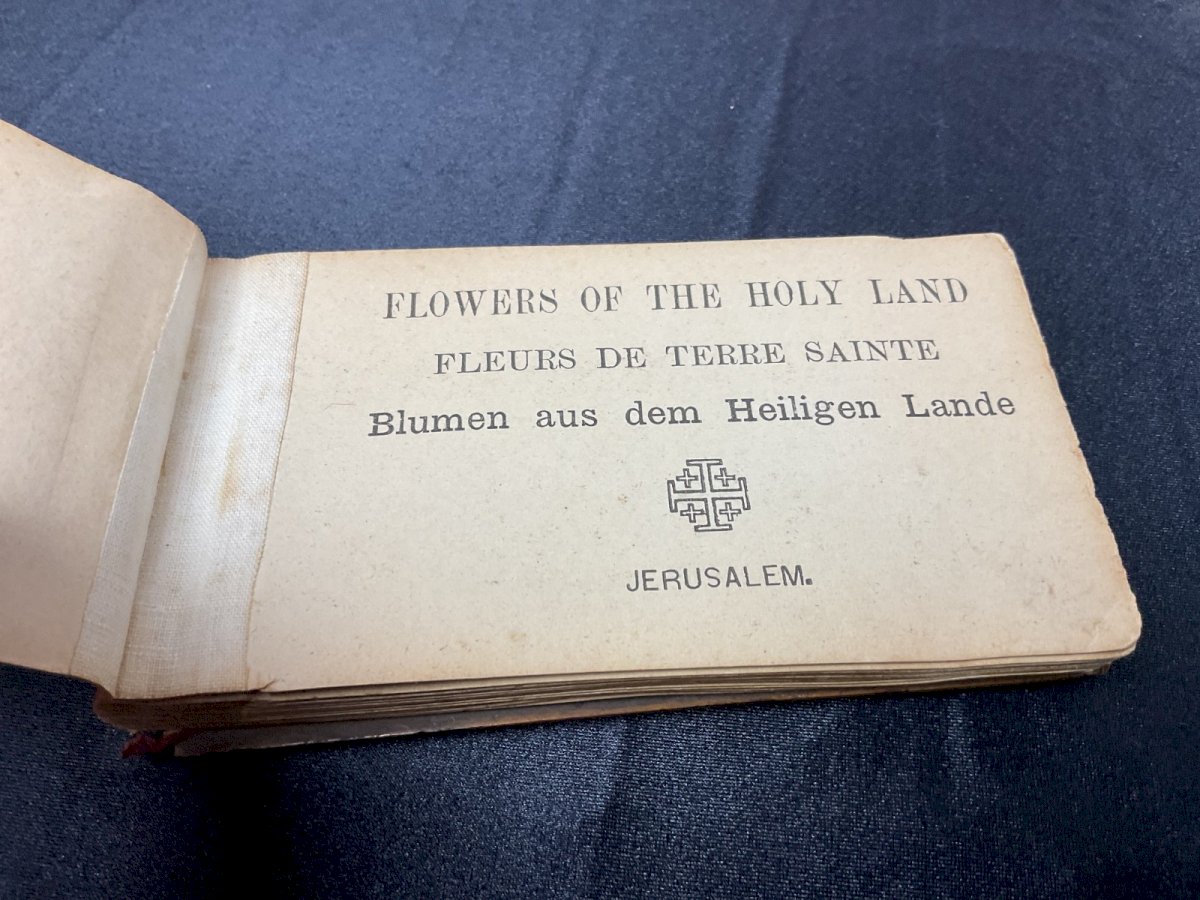 FLOWERS OF THE HOLY LAND
FLEURS DE TERRE SAINTE
Blumen aus dem Heiligen Lande
JERUSALEM.